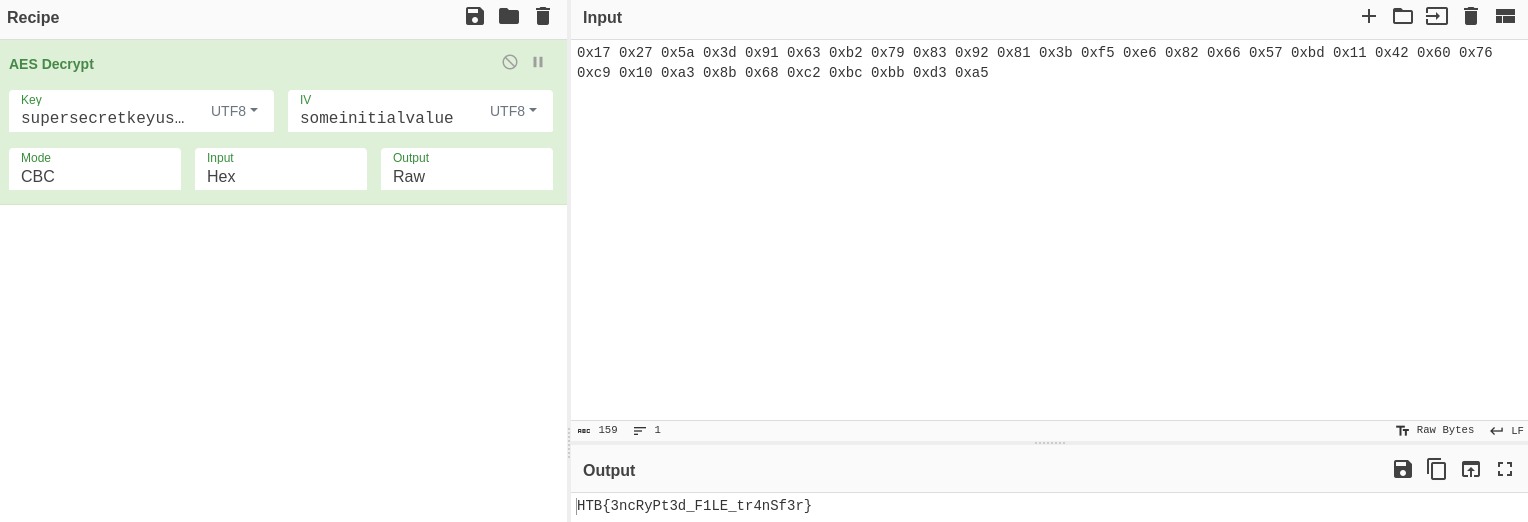 Recipe
AES Decrypt
Key
supersecretkeyus…
UTF8
IV
someinitialvalue
UTF8
Mode
CBC
Input
Hex
Output
Raw
Input
0x17 0x27 0x5a 0x3d 0x91 0x63 0xb2 0x79 0x83 0x92 0x81 0x3b 0xf5 0xe6 0x82 0x66 0x57 0xbd 0x11 0x42 0x60 0x76
0xc9 0x10 0xa3 0x8b 0x68 0xc2 0xbc 0xbb 0xd3 0xa5
ABC 159 1 Tт Raw Bytes LF
Output
HTB{3ncRyPt3d_F1LE_tr4nSf3r}